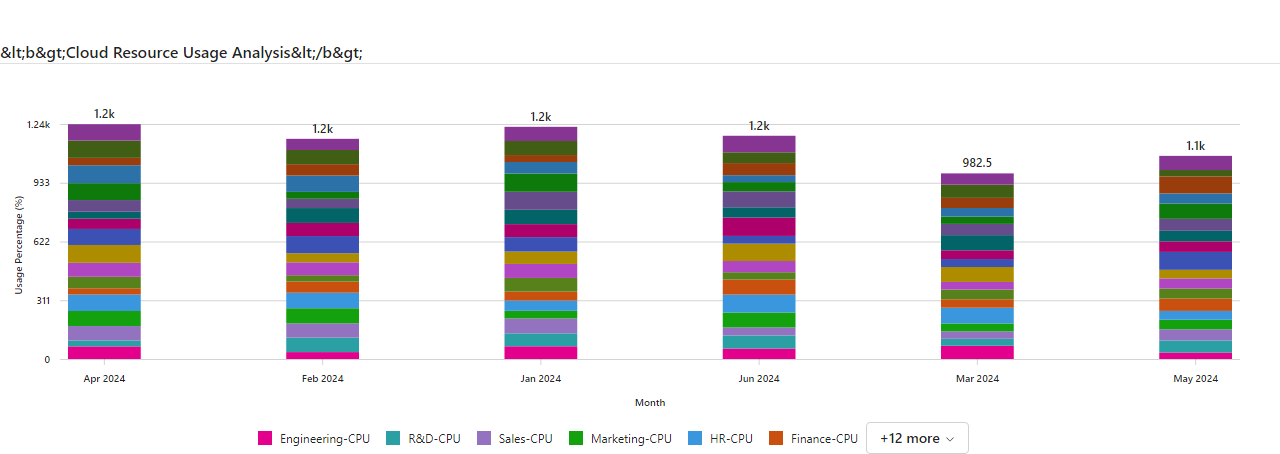 &lt;b&gt;Cloud Resource Usage Analysis&lt;/b&gt;
1.2k
1.2k
1.2k
1.2k
982.5
1.1k
1.24k
933
622
311
0
Usage Percentage (%)
Apr 2024
Feb 2024
Jan 2024
Jun 2024
Mar 2024
May 2024
Month
Engineering-CPU
R&D-CPU
Sales-CPU
Marketing-CPU
HR-CPU
Finance-CPU
+12 more